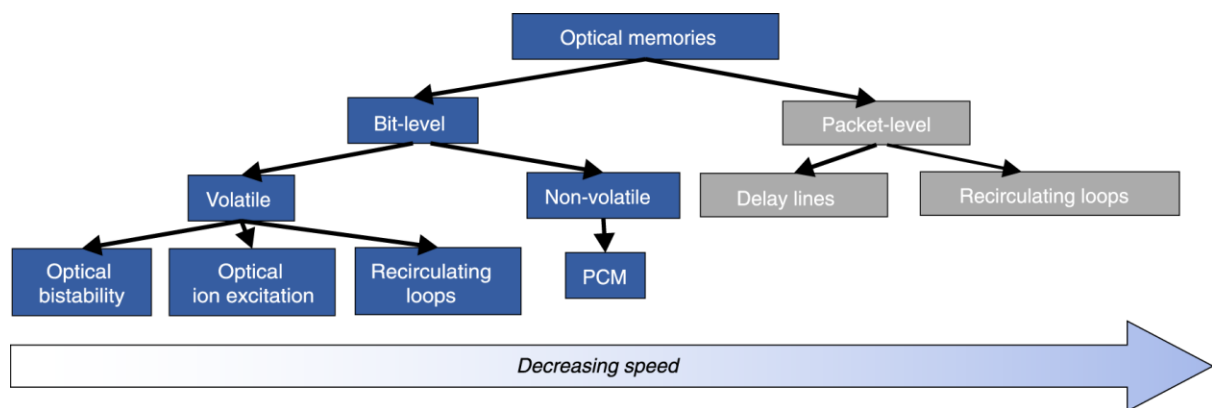 Optical memories
Bit-level
Packet-level
Volatile
Non-volatile
Delay lines
Recirculating loops
Optical
bistability
Optical
ion excitation
Recirculating
loops
PCM
Decreasing speed